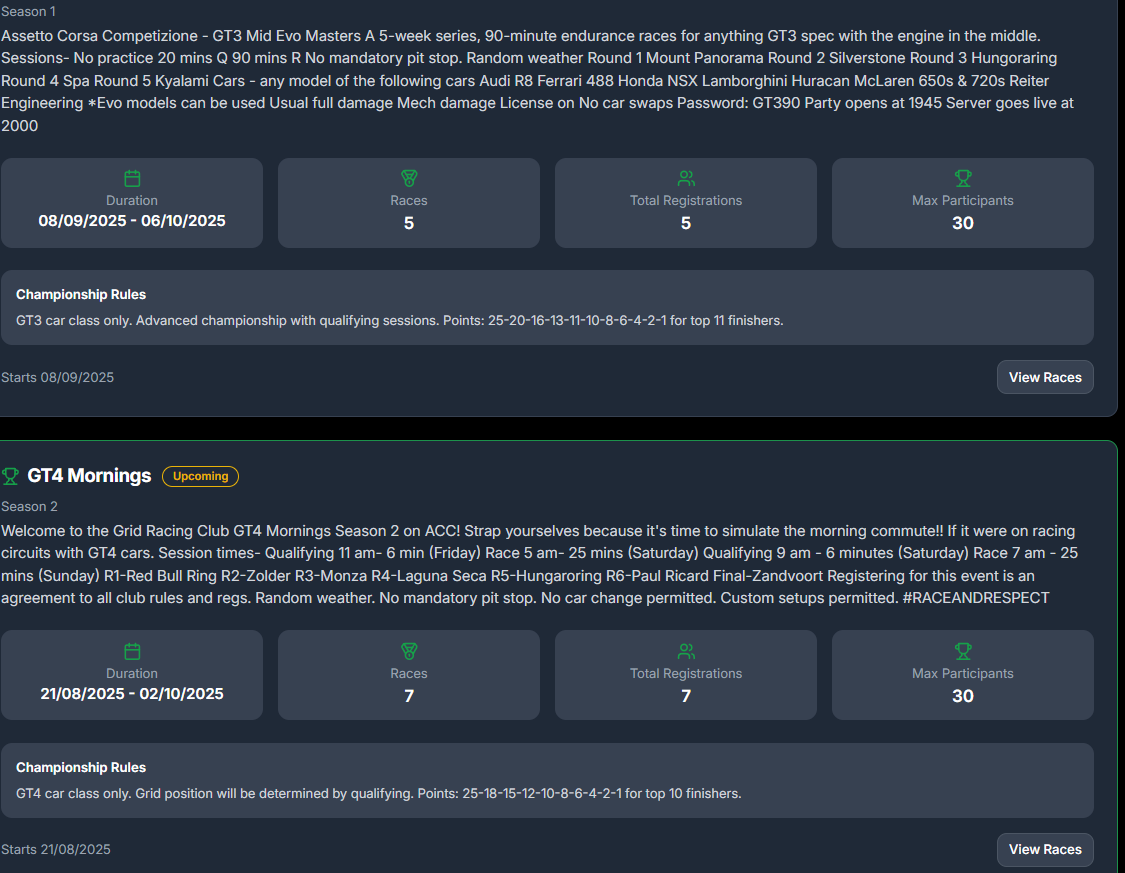 Season 1
Assetto Corsa Competizione - GT3 Mid Evo Masters A 5-week series, 90-minute endurance races for anything GT3 spec with the engine in the middle.
Sessions- No practice 20 mins Q 90 mins R No mandatory pit stop. Random weather Round 1 Mount Panorama Round 2 Silverstone Round 3 Hungoraring
Round 4 Spa Round 5 Kyalami Cars - any model of the following cars Audi R8 Ferrari 488 Honda NSX Lamborghini Huracan McLaren 650s & 720s Reiter
Engineering *Evo models can be used Usual full damage Mech damage License on No car swaps Password: GT390 Party opens at 1945 Server goes live at
2000
Duration
08/09/2025 - 06/10/2025
Races
5
Total Registrations
5
Max Participants
30
Championship Rules
GT3 car class only. Advanced championship with qualifying sessions. Points: 25-20-16-13-11-10-8-6-4-2-1 for top 11 finishers.
Starts 08/09/2025
View Races
GT4 Mornings
Upcoming
Season 2
Welcome to the Grid Racing Club GT4 Mornings Season 2 on ACC! Strap yourselves because it's time to simulate the morning commute!! If it were on racing
circuits with GT4 cars. Session times- Qualifying 11 am- 6 min (Friday) Race 5 am- 25 mins (Saturday) Qualifying 9 am - 6 minutes (Saturday) Race 7 am - 25
mins (Sunday) R1-Red Bull Ring R2-Zolder R3-Monza R4-Laguna Seca R5-Hungaroring R6-Paul Ricard Final-Zandvoort Registering for this event is an
agreement to all club rules and regs. Random weather. No mandatory pit stop. No car change permitted. Custom setups permitted. #RACEANDRESPECT
Duration
21/08/2025 - 02/10/2025
Races
7
Total Registrations
7
Max Participants
30
Championship Rules
GT4 car class only. Grid position will be determined by qualifying. Points: 25-18-15-12-10-8-6-4-2-1 for top 10 finishers.
Starts 21/08/2025
View Races